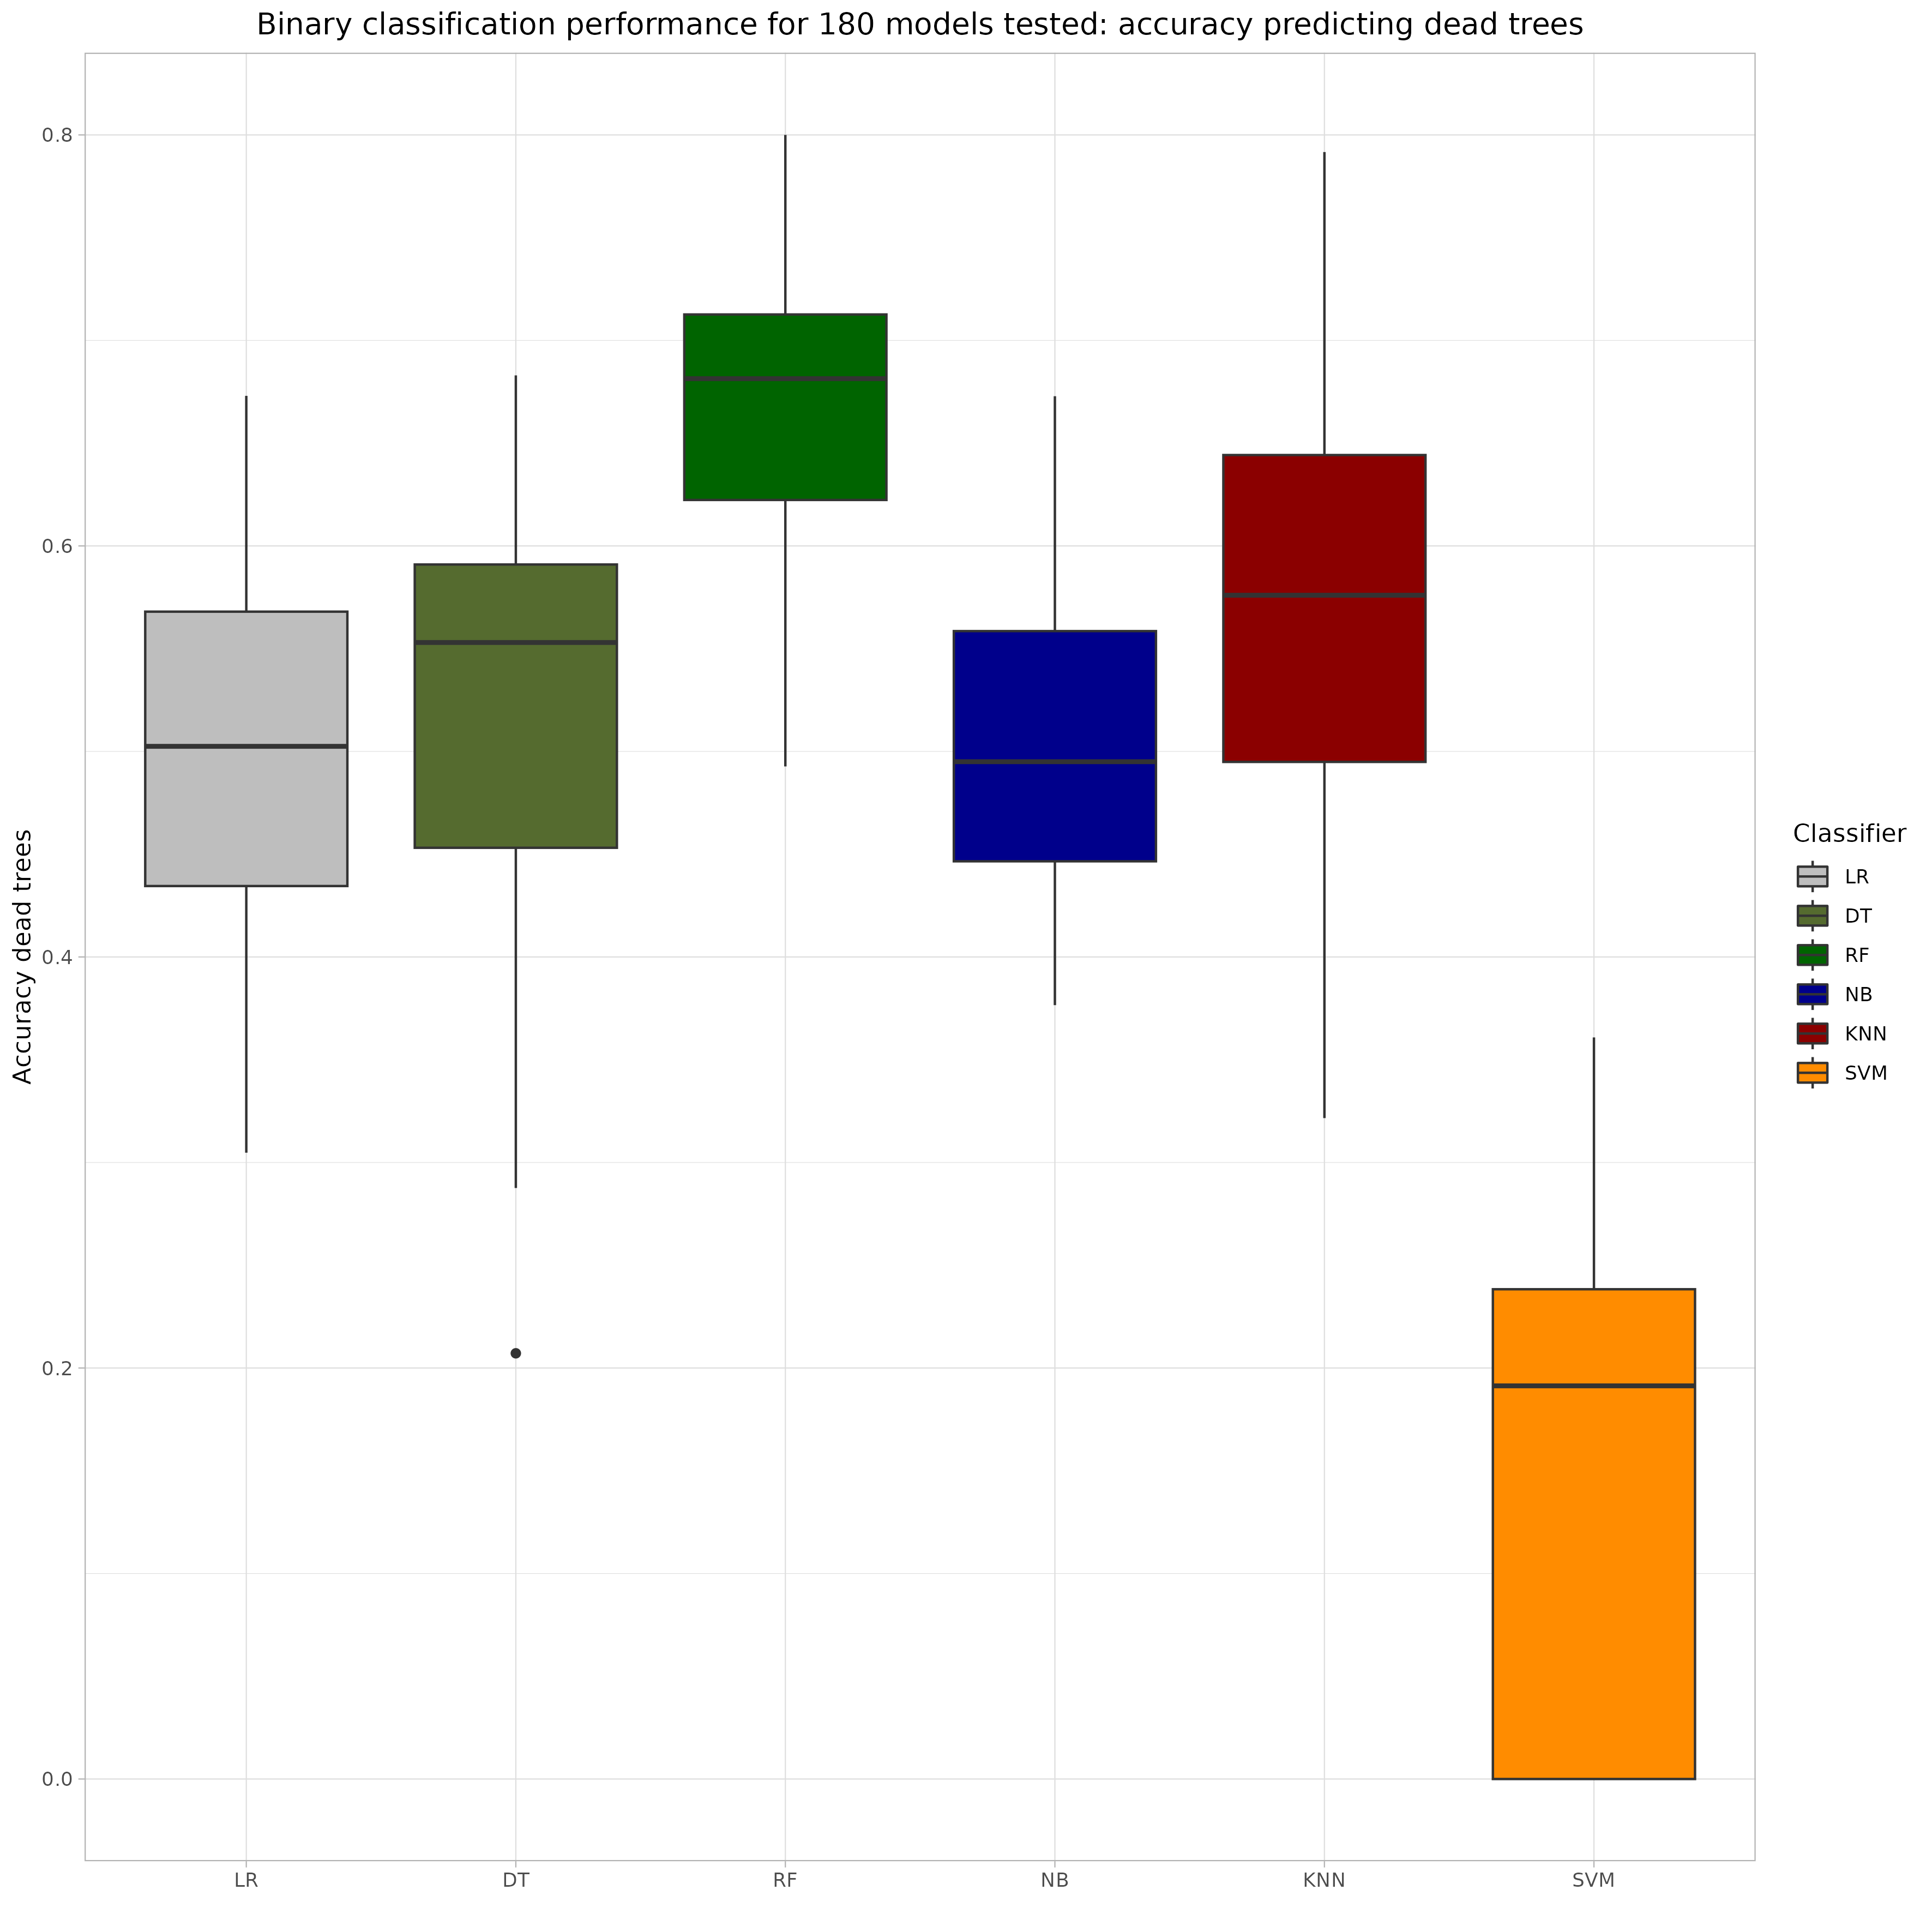 Binary classification performance for 180 models tested: accuracy predicting dead trees
Accuracy dead trees
0.8
0.6
0.4
0.2
0.0
LR
DT
RF
NB
KNN
SVM
Classifier
LR
DT
RF
NB
KNN
SVM